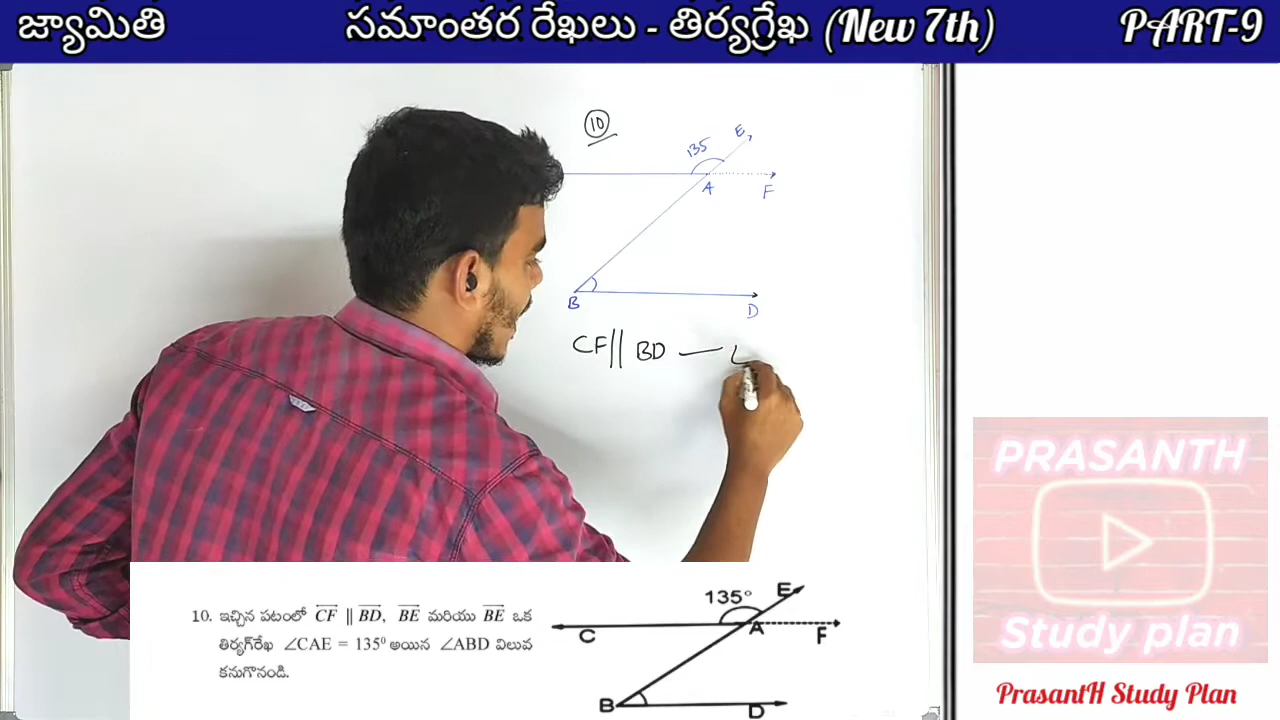 జ్యామితి సమాంతర రేఖలు - తిర్యగ్రేఖ (New 7th) PART-9
10
135
E
A
F
B
D
CF || BD —
10. ఇచ్చిన పటంలో CF || BD, BE మరియు BE ఒక
తిర్యగ్‌రేఖ ∠CAE = 135⁰ అయిన ∠ABD విలువ
కనుగొనండి.
135°
E
C
A
F
B
D
PRASANTH
Study plan
PrasantH Study Plan